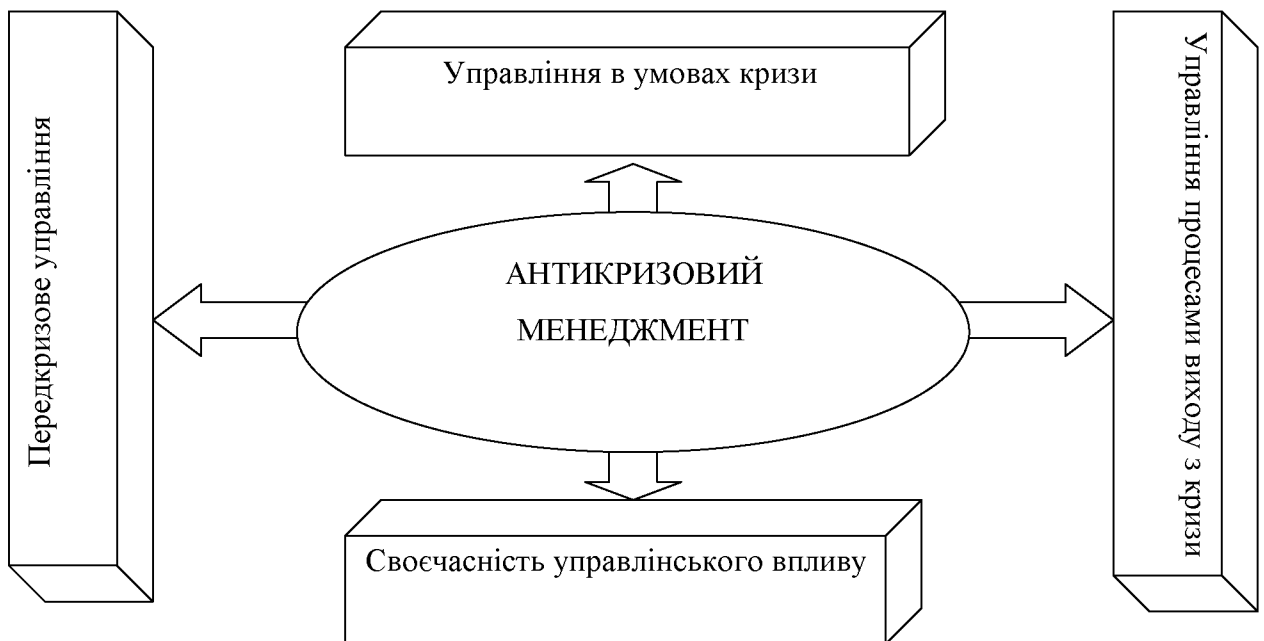 Управління в умовах кризи
Передкризове управління
АНТИКРИЗОВИЙ
МЕНЕДЖМЕНТ
Управління процесами виходу з кризи
Своєчасність управлінського впливу